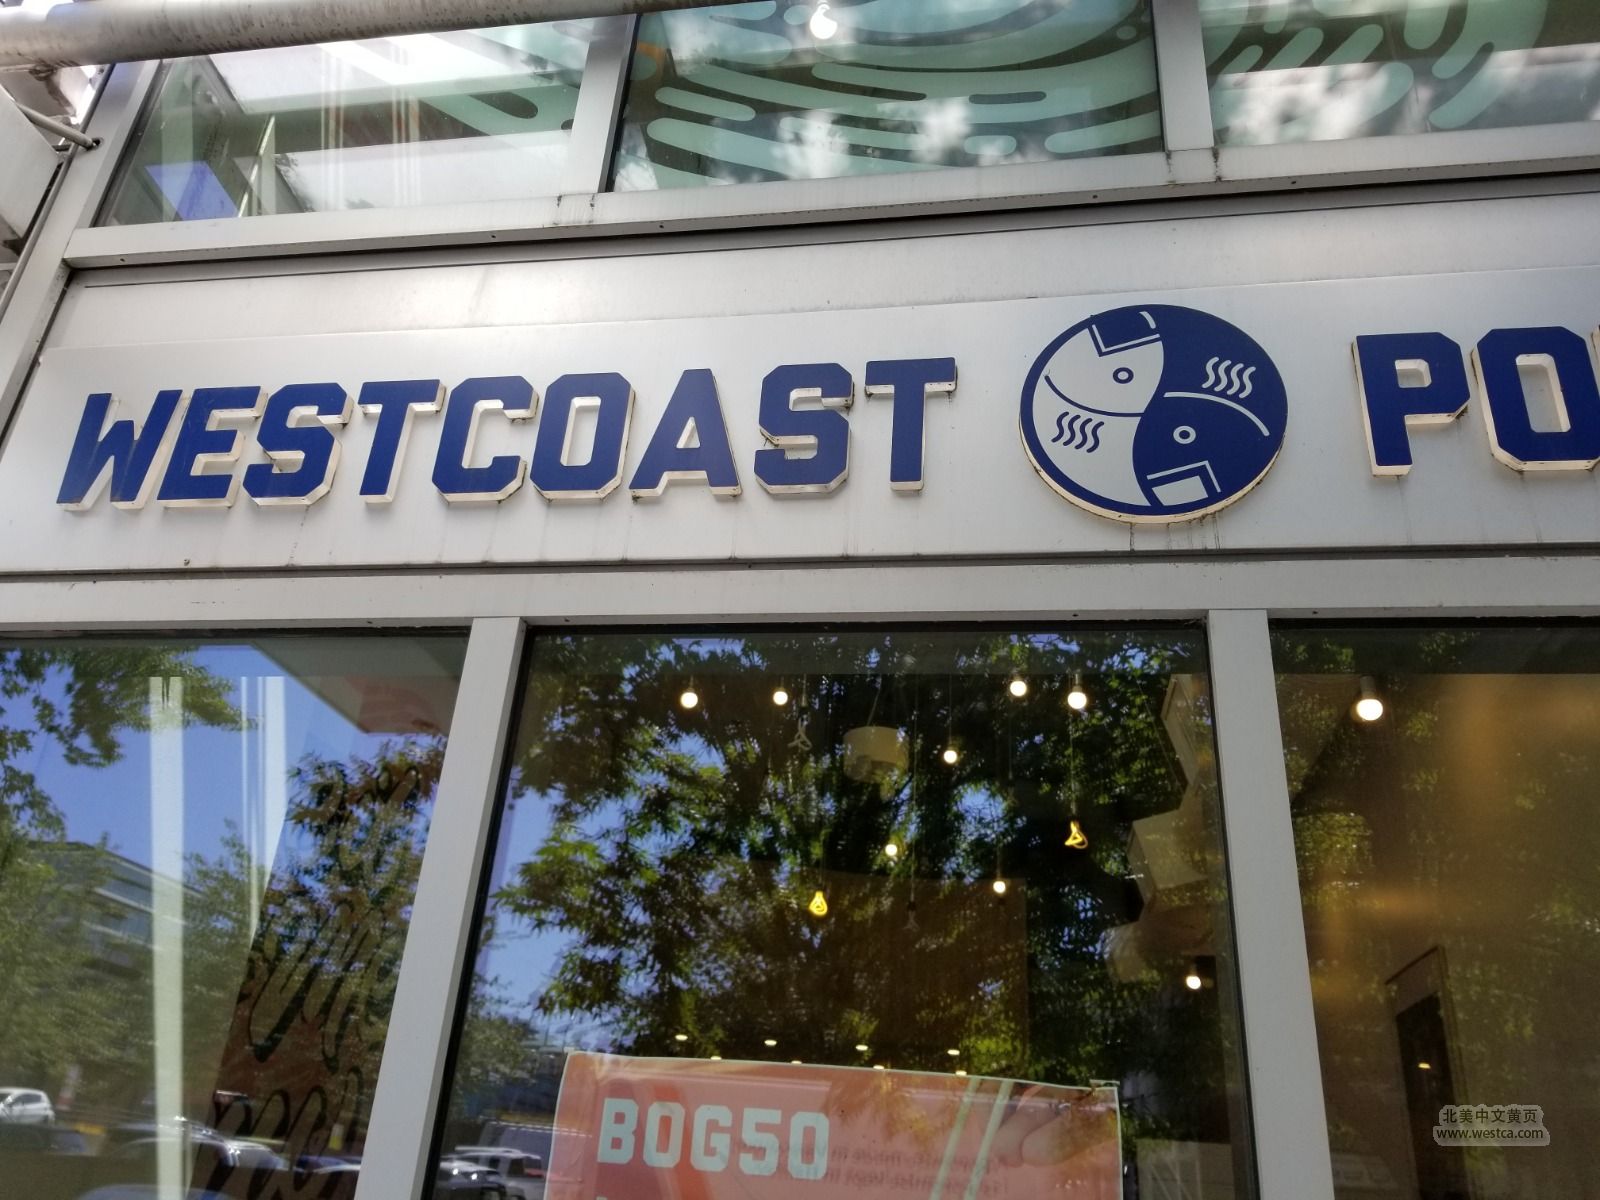 WESTCOAST PO
BOG50
北美中文黄页
www.westca.com